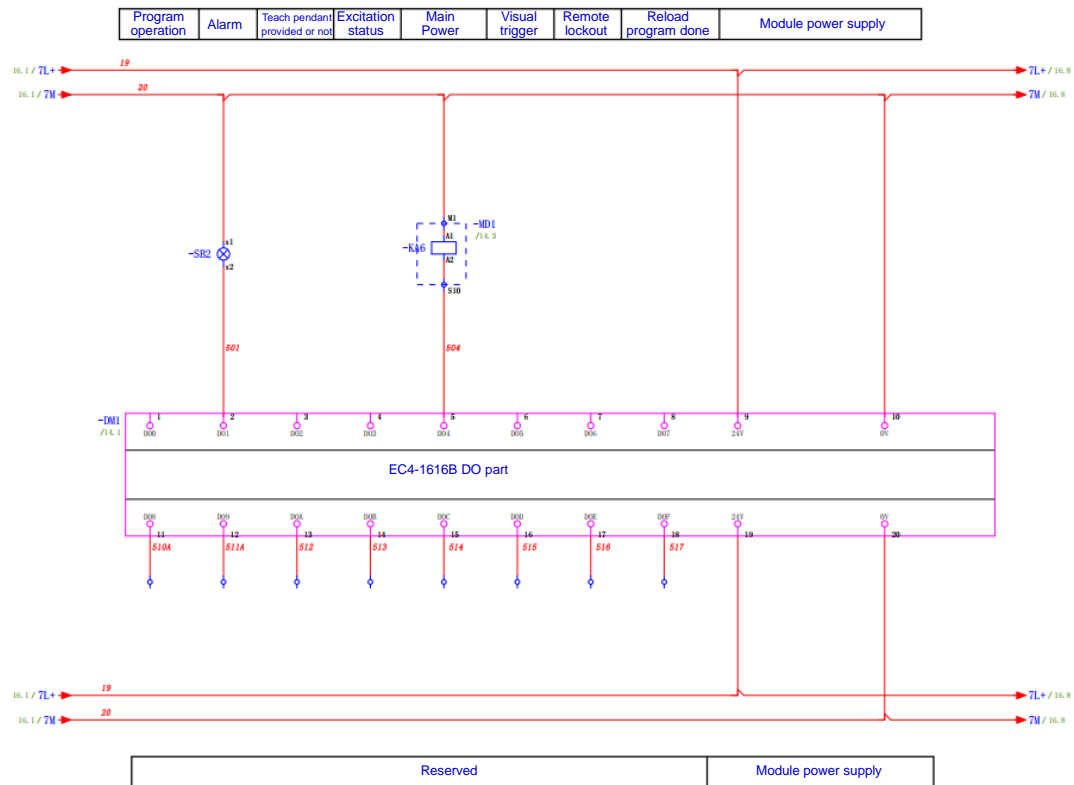 Program operation
Alarm
Teach pendant provided or not
Excitation status
Main Power
Visual trigger
Remote lockout
Reload program done
Module power supply
19
16.1 / 7L+
7L+ / 16.8
20
16.1 / 7M
7M / 16.8
M1
-MD1
/14.3
x1
A1
-SB2
-KA6
x2
A2
S10
501
504
-DM1
/14.1
1
2
3
4
5
6
7
8
9
10
DO0
DO1
DO2
DO3
DO4
DO5
DO6
DO7
24V
0V
EC4-1616B DO part
DO8
DO9
DOA
DOB
DOC
DOD
DOE
DOF
24V
0V
11
12
13
14
15
16
17
18
19
20
510A
511A
512
513
514
515
516
517
19
16.1 / 7L+
7L+ / 16.8
20
16.1 / 7M
7M / 16.8
Reserved
Module power supply